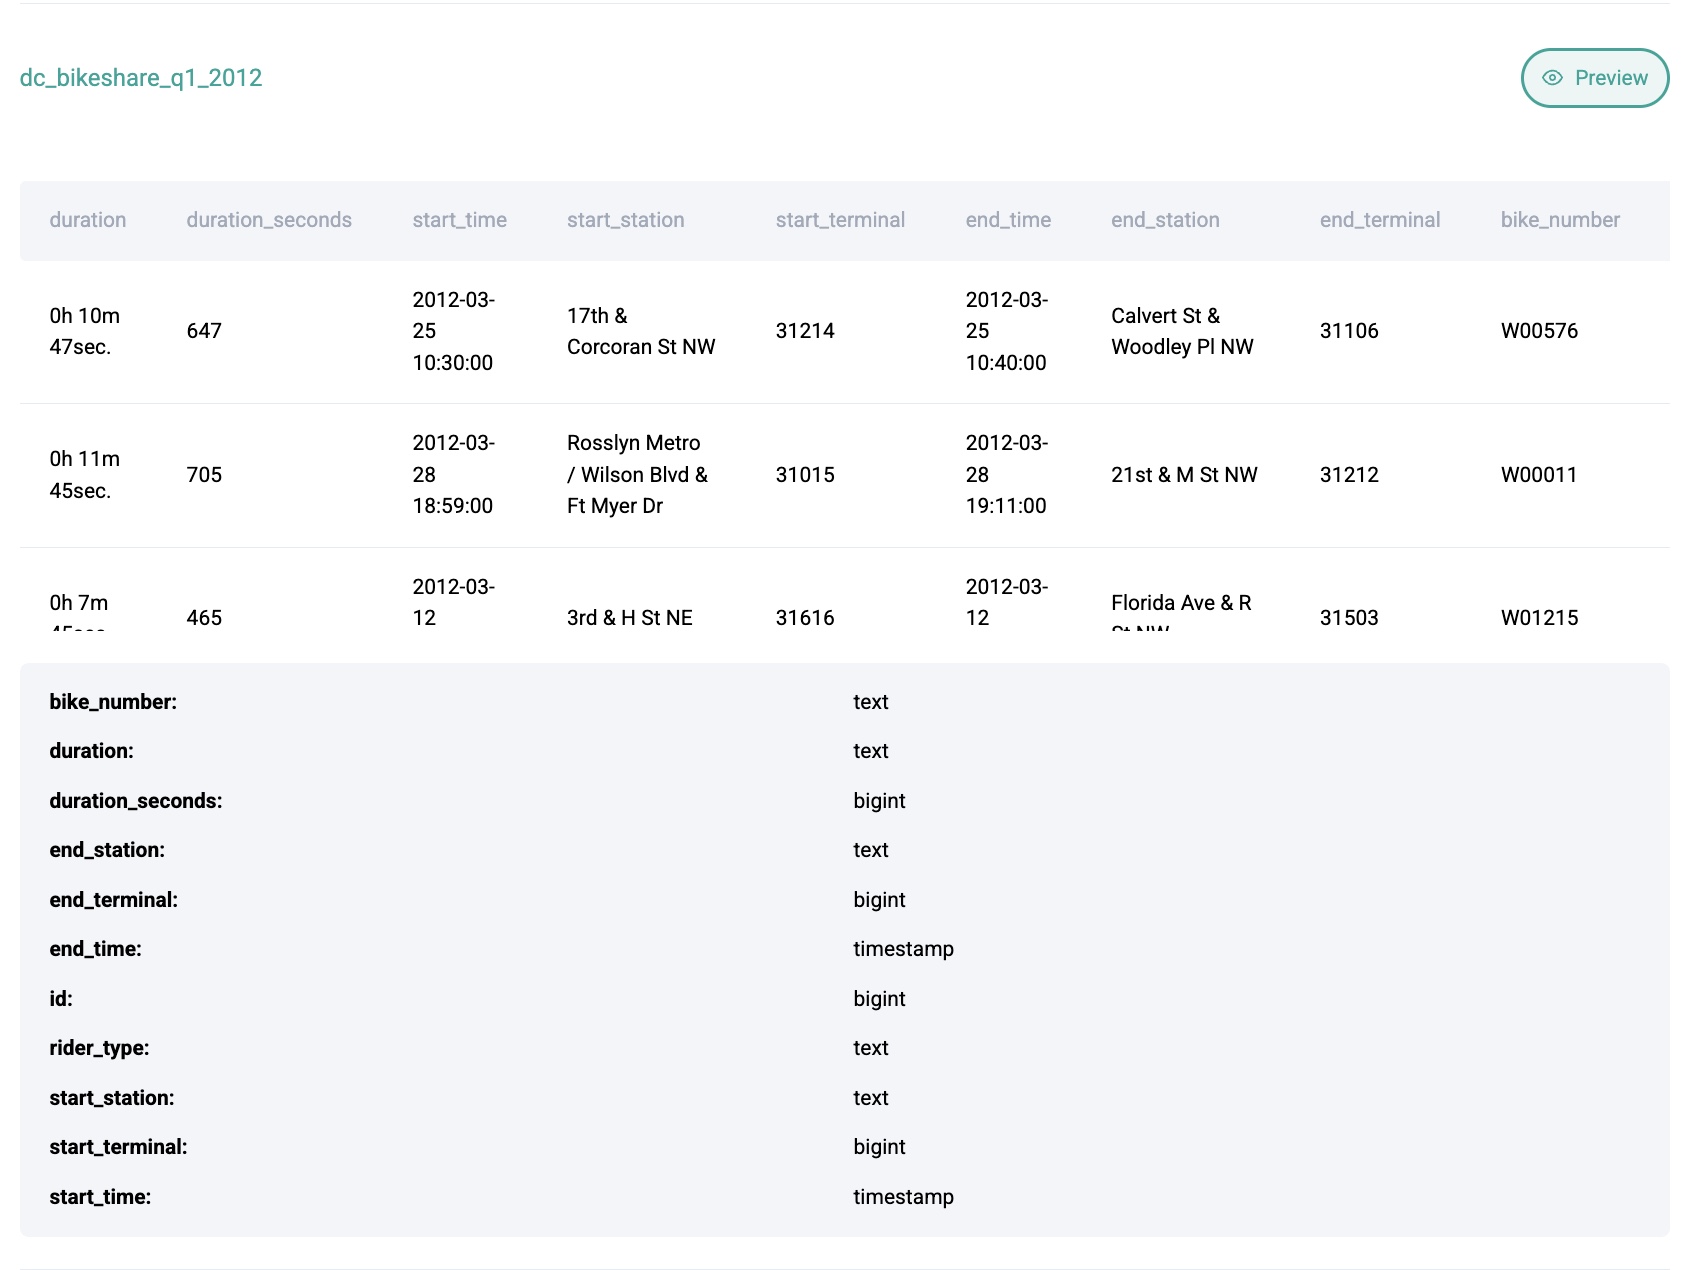 dc_bikeshare_q1_2012
Preview
duration duration_seconds start_time start_station start_terminal end_time end_station end_terminal bike_number
0h 10m
47sec.
647
2012-03-
25
10:30:00
17th &
Corcoran St NW
31214
2012-03-
25
10:40:00
Calvert St &
Woodley Pl NW
31106
W00576
0h 11m
45sec.
705
2012-03-
28
18:59:00
Rosslyn Metro
/ Wilson Blvd &
Ft Myer Dr
31015
2012-03-
28
19:11:00
21st & M St NW
31212
W00011
0h 7m
465
2012-03-
12
3rd & H St NE
31616
2012-03-
12
Florida Ave & R
St NW
31503
W01215
bike_number: text
duration: text
duration_seconds: bigint
end_station: text
end_terminal: bigint
end_time: timestamp
id: bigint
rider_type: text
start_station: text
start_terminal: bigint
start_time: timestamp